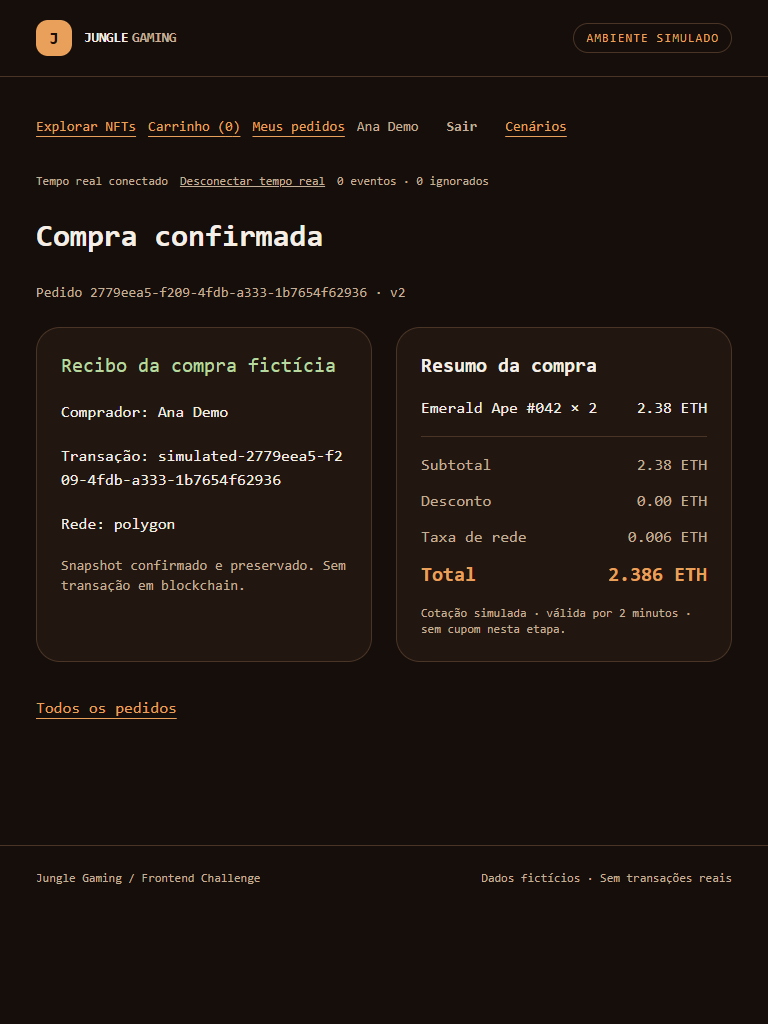 J JUNGLE GAMING
AMBIENTE SIMULADO
Explorar NFTs Carrinho (0) Meus pedidos Ana Demo Sair Cenários
Tempo real conectado Desconectar tempo real 0 eventos · 0 ignorados
Compra confirmada
Pedido 2779eea5-f209-4fdb-a333-1b7654f62936 · v2
Recibo da compra fictícia
Comprador: Ana Demo
Transação: simulated-2779eea5-f2
09-4fdb-a333-1b7654f62936
Rede: polygon
Snapshot confirmado e preservado. Sem
transação em blockchain.
Resumo da compra
Emerald Ape #042 × 2 2.38 ETH
Subtotal 2.38 ETH
Desconto 0.00 ETH
Taxa de rede 0.006 ETH
Total 2.386 ETH
Cotação simulada · válida por 2 minutos ·
sem cupom nesta etapa.
Todos os pedidos
Jungle Gaming / Frontend Challenge
Dados fictícios · Sem transações reais